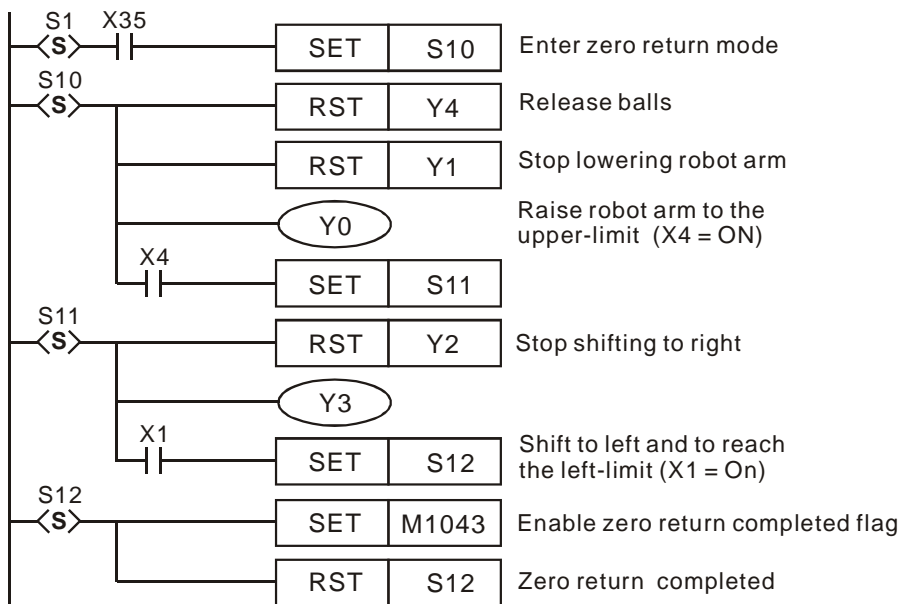 S1 X35
S SET S10 Enter zero return mode
S10
S RST Y4 Release balls
RST Y1 Stop lowering robot arm
Y0 Raise robot arm to the
upper-limit (X4 = ON)
X4
SET S11
S11
S RST Y2 Stop shifting to right
Y3
X1
SET S12 Shift to left and to reach
the left-limit (X1 = On)
S12
S SET M1043 Enable zero return completed flag
RST S12 Zero return completed